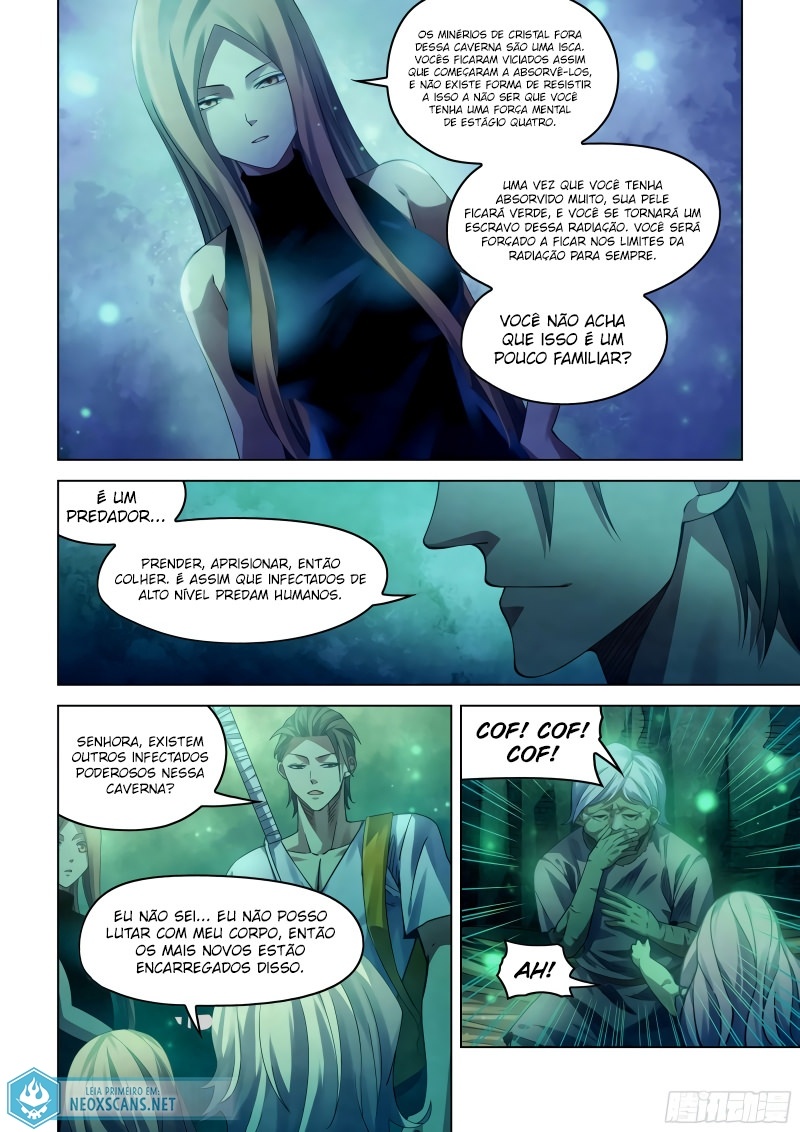 OS MINÉRIOS DE CRISTAL FORA
DESSA CAVERNA SÃO UMA ISCA.
VOCÊS FICARAM VICIADOS ASSIM
QUE COMEÇARAM A ABSORVÊ-LOS,
E NÃO EXISTE FORMA DE RESISTIR
A ISSO A NÃO SER QUE VOCÊ
TENHA UMA FORÇA MENTAL
DE ESTÁGIO QUATRO.
UMA VEZ QUE VOCÊ TENHA
ABSORVIDO MUITO, SUA PELE
FICARÁ VERDE, E VOCÊ SE TORNARÁ UM
ESCRAVO DESSA RADIAÇÃO. VOCÊ SERÁ
FORÇADO A FICAR NOS LIMITES DA
RADIAÇÃO PARA SEMPRE.
VOCÊ NÃO ACHA
QUE ISSO É UM
POUCO FAMILIAR?
É UM
PREDADOR...
PRENDER, APRISIONAR, ENTÃO
COLHER. É ASSIM QUE INFECTADOS DE
ALTO NÍVEL PREDAM HUMANOS.
SENHORA, EXISTEM
OUTROS INFECTADOS
PODEROSOS NESSA
CAVERNA?
EU NÃO SEI... EU NÃO POSSO
LUTAR COM MEU CORPO, ENTÃO
OS MAIS NOVOS ESTÃO
ENCARREGADOS DISSO.
COF! COF!
COF!
AH!
LEIA PRIMEIRO EM:
NEOXSCANS.NET
腾讯动漫